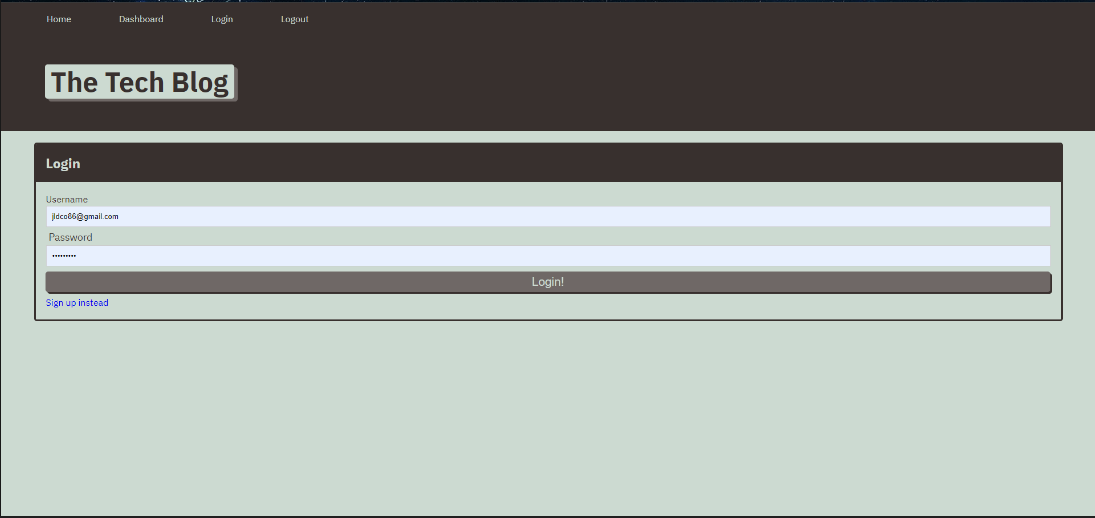 Home Dashboard Login Logout
The Tech Blog
Login
Username
jldco86@gmail.com
Password
•••••••••
Login!
Sign up instead